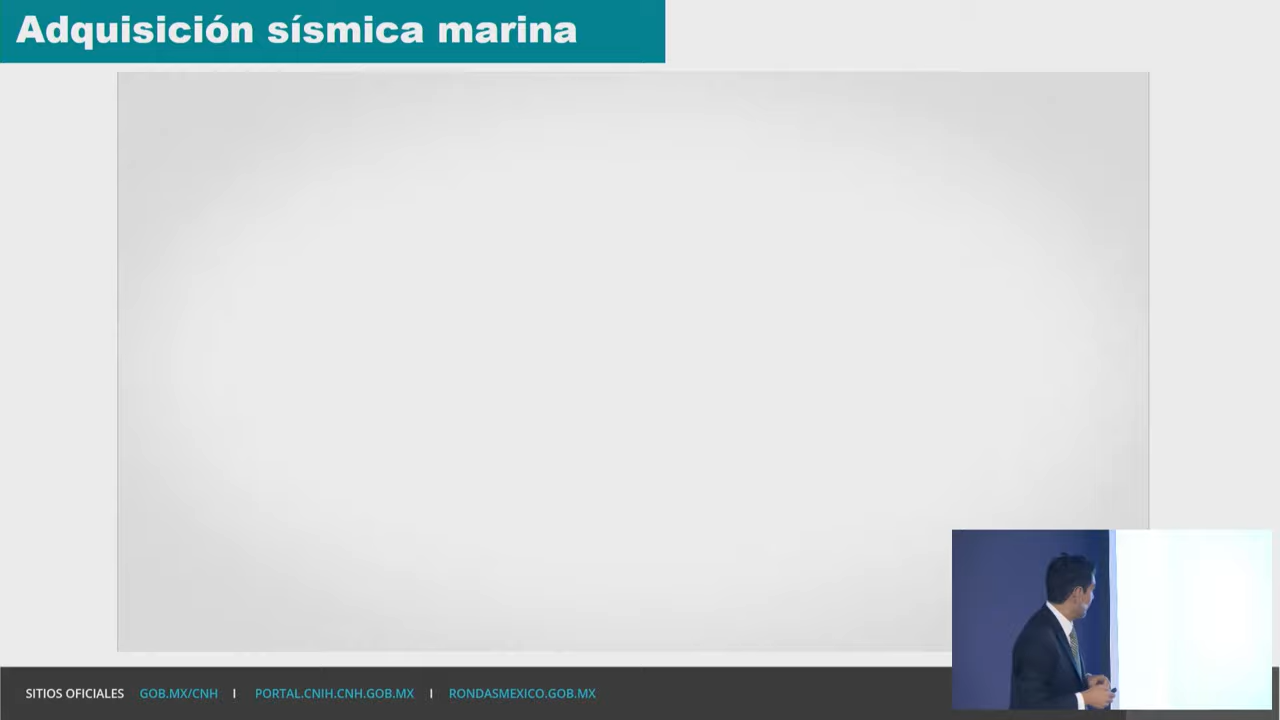 Adquisición sísmica marina
SITIOS OFICIALES GOB.MX/CNH I PORTAL.CNIH.CNH.GOB.MX I RONDASMEXICO.GOB.MX